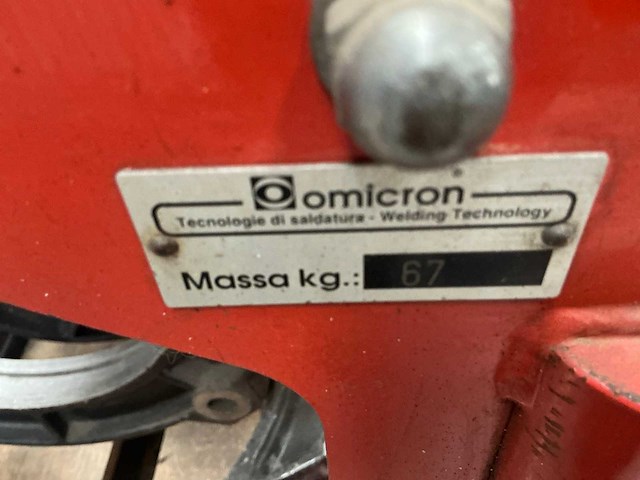 omicron
Tecnologie di saldatura - Welding Technology
Massa kg.: 67